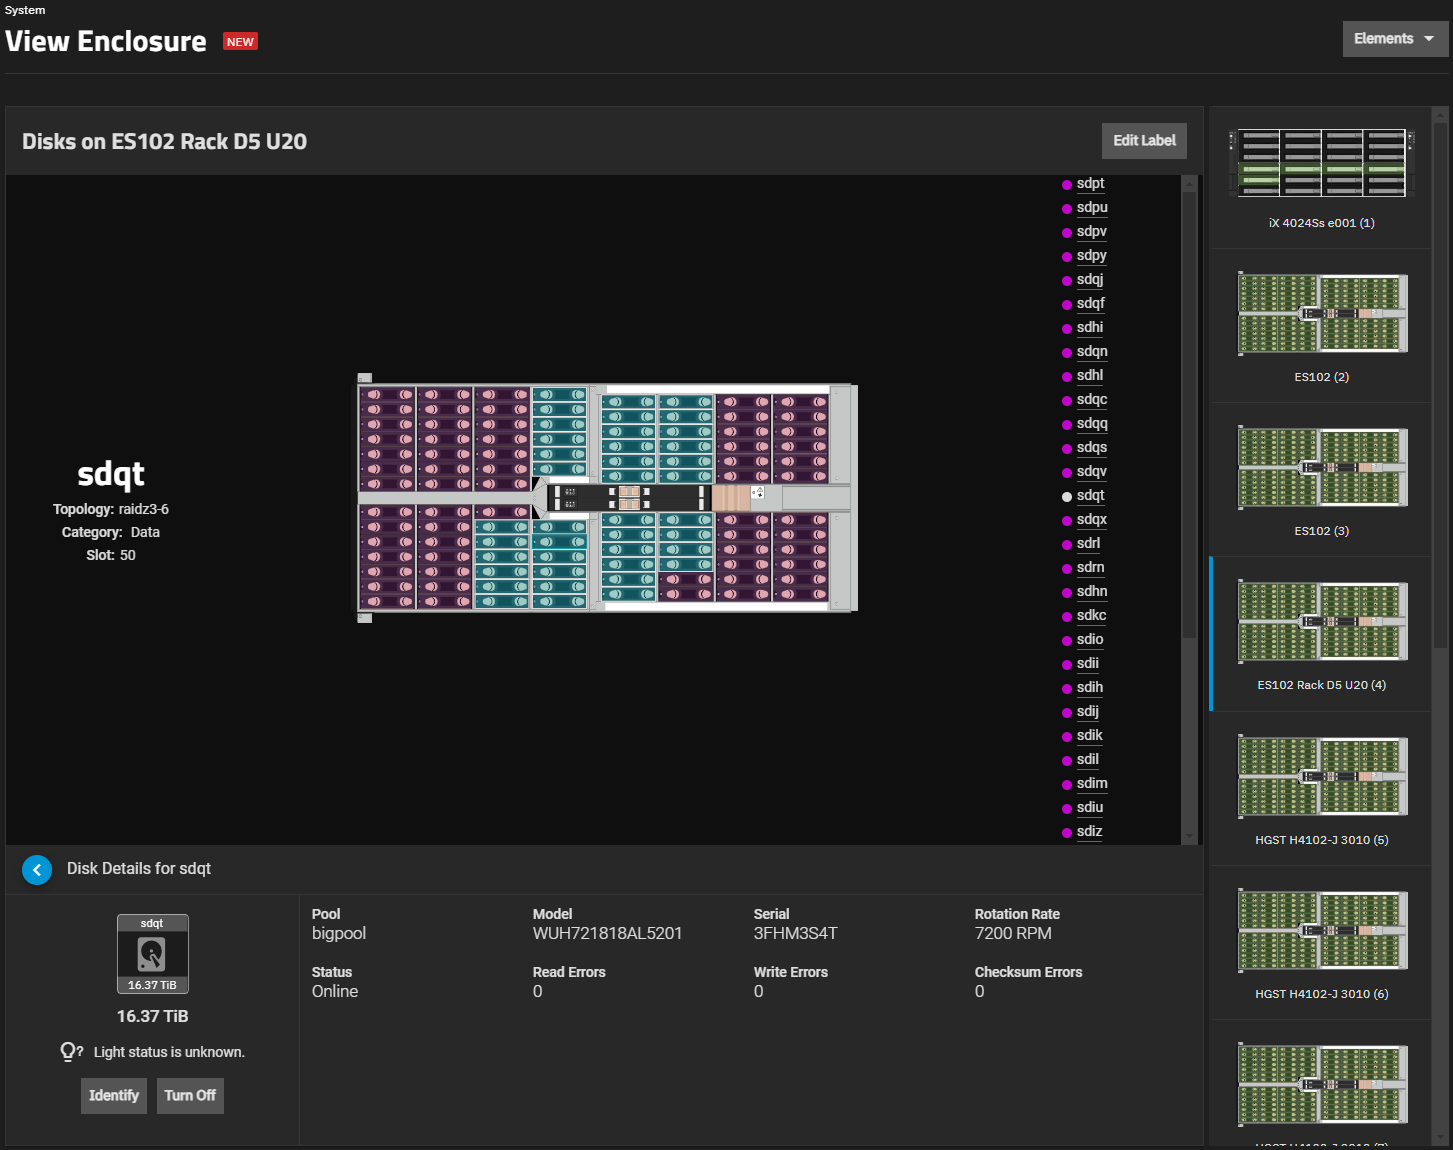 System
View Enclosure NEW
Elements
Disks on ES102 Rack D5 U20
Edit Label
sdqt
Topology: raidz3-6
Category: Data
Slot: 50
sdpt
sdpu
sdpv
sdpy
sdqj
sdqf
sdhi
sdqn
sdhl
sdqc
sdqq
sdqs
sdqv
sdqt
sdqx
sdrl
sdrn
sdhn
sdkc
sdio
sdii
sdih
sdij
sdik
sdil
sdim
sdiu
sdiz
iX 4024Ss e001 (1)
ES102 (2)
ES102 (3)
ES102 Rack D5 U20 (4)
HGST H4102-J 3010 (5)
HGST H4102-J 3010 (6)
Disk Details for sdqt
sdqt
16.37 TiB
16.37 TiB
? Light status is unknown.
Identify Turn Off
Pool
bigpool
Model
WUH721818AL5201
Serial
3FHM3S4T
Rotation Rate
7200 RPM
Status
Online
Read Errors
0
Write Errors
0
Checksum Errors
0